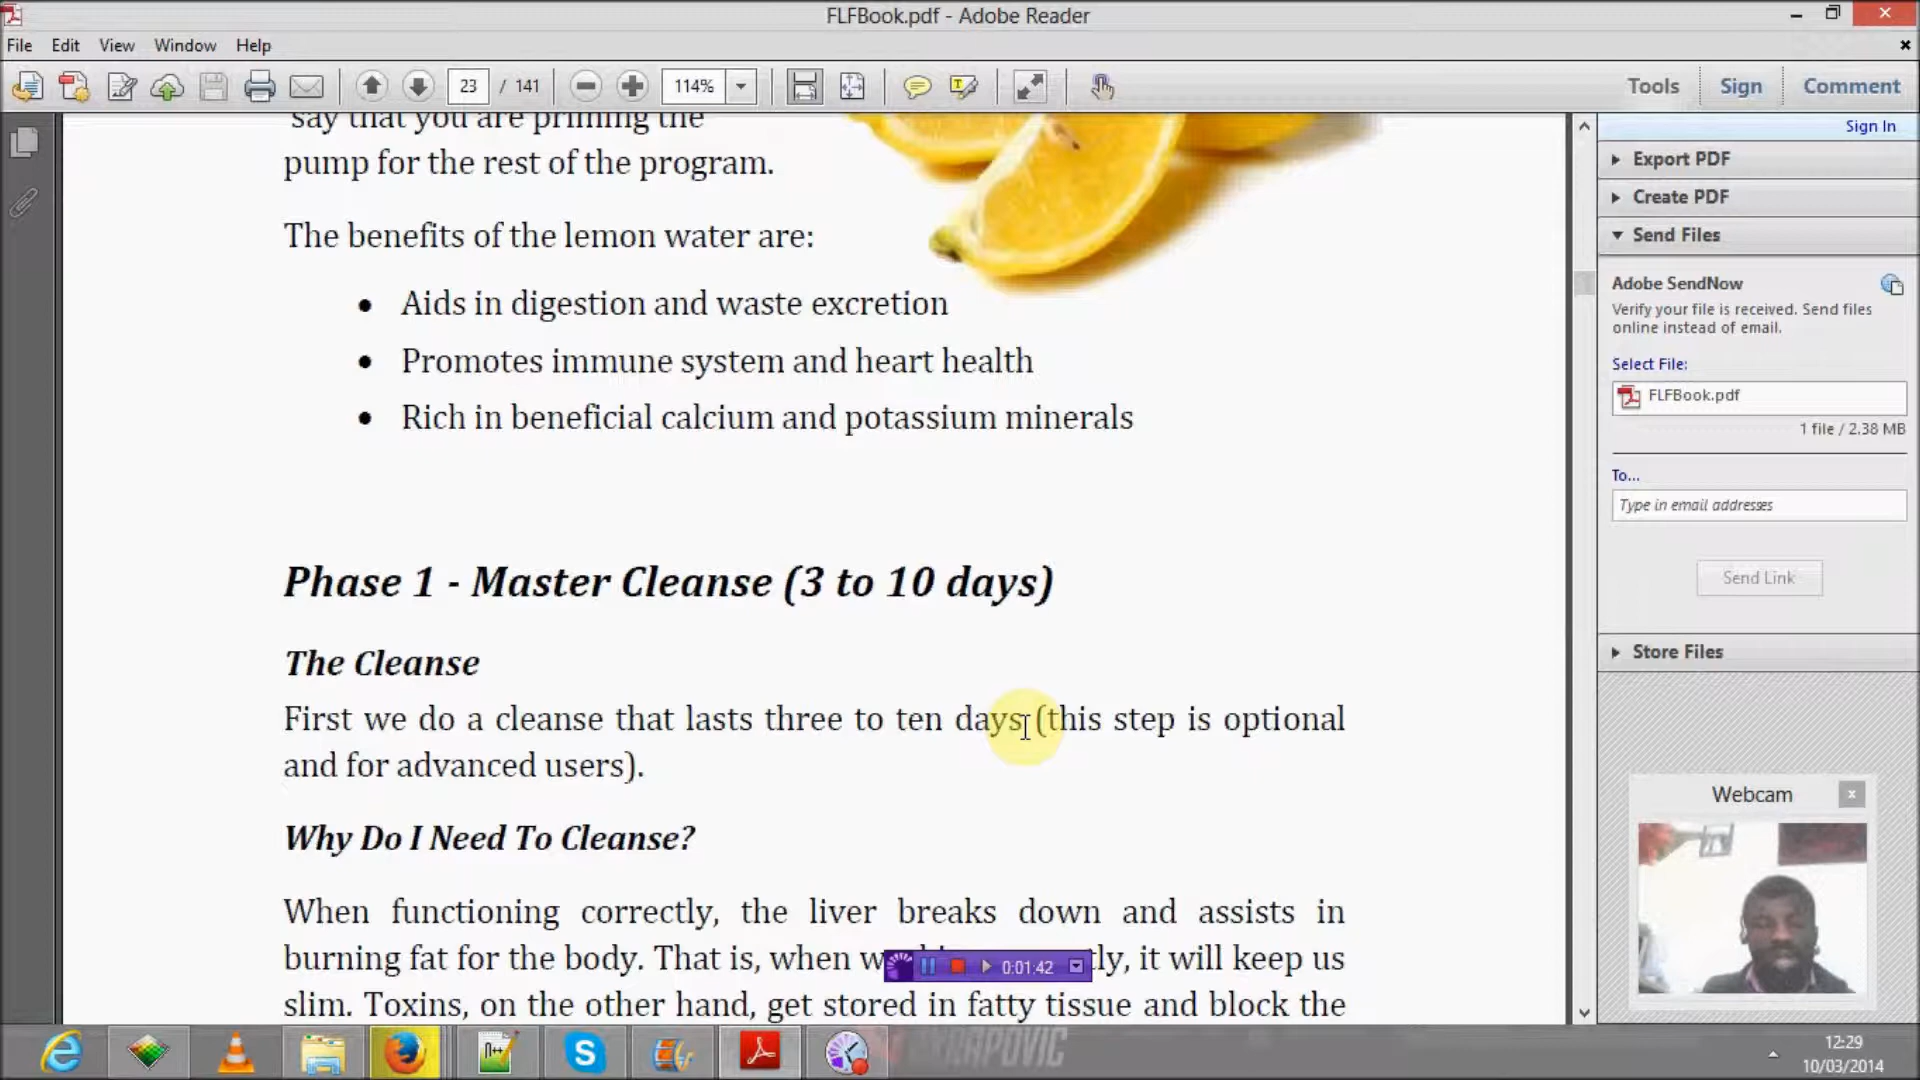 FLFBook.pdf - Adobe Reader
File Edit View Window Help
23 / 141 114% Tools Sign Comment
say that you are priming the
pump for the rest of the program.
The benefits of the lemon water are:
• Aids in digestion and waste excretion
• Promotes immune system and heart health
• Rich in beneficial calcium and potassium minerals
Phase 1 - Master Cleanse (3 to 10 days)
The Cleanse
First we do a cleanse that lasts three to ten days (this step is optional
and for advanced users).
Why Do I Need To Cleanse?
When functioning correctly, the liver breaks down and assists in
burning fat for the body. That is, when it will keep us
slim. Toxins, on the other hand, get stored in fatty tissue and block the
0:01:42
Sign In
Export PDF
Create PDF
Send Files
Adobe SendNow
Verify your file is received. Send files
online instead of email.
Select File:
FLFBook.pdf
1 file / 2.38 MB
To...
Type in email addresses
Send Link
Store Files
Webcam
12:29
10/03/2014